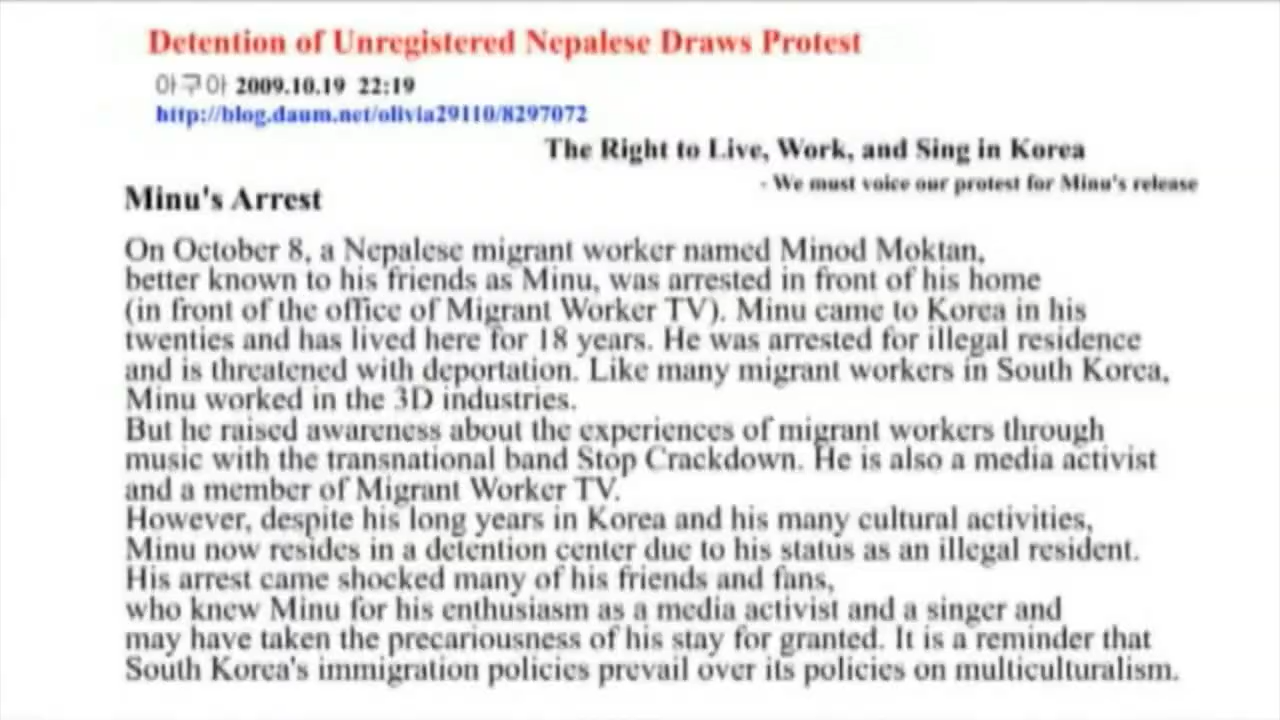 Detention of Unregistered Nepalese Draws Protest
아구아 2009.10.19 22:19
http://blog.daum.net/olivia29110/8297072
The Right to Live, Work, and Sing in Korea
- We must voice our protest for Minu's release
Minu's Arrest
On October 8, a Nepalese migrant worker named Minod Moktan,
better known to his friends as Minu, was arrested in front of his home
(in front of the office of Migrant Worker TV). Minu came to Korea in his
twenties and has lived here for 18 years. He was arrested for illegal residence
and is threatened with deportation. Like many migrant workers in South Korea,
Minu worked in the 3D industries.
But he raised awareness about the experiences of migrant workers through
music with the transnational band Stop Crackdown. He is also a media activist
and a member of Migrant Worker TV.
However, despite his long years in Korea and his many cultural activities,
Minu now resides in a detention center due to his status as an illegal resident.
His arrest came shocked many of his friends and fans,
who knew Minu for his enthusiasm as a media activist and a singer and
may have taken the precariousness of his stay for granted. It is a reminder that
South Korea's immigration policies prevail over its policies on multiculturalism.